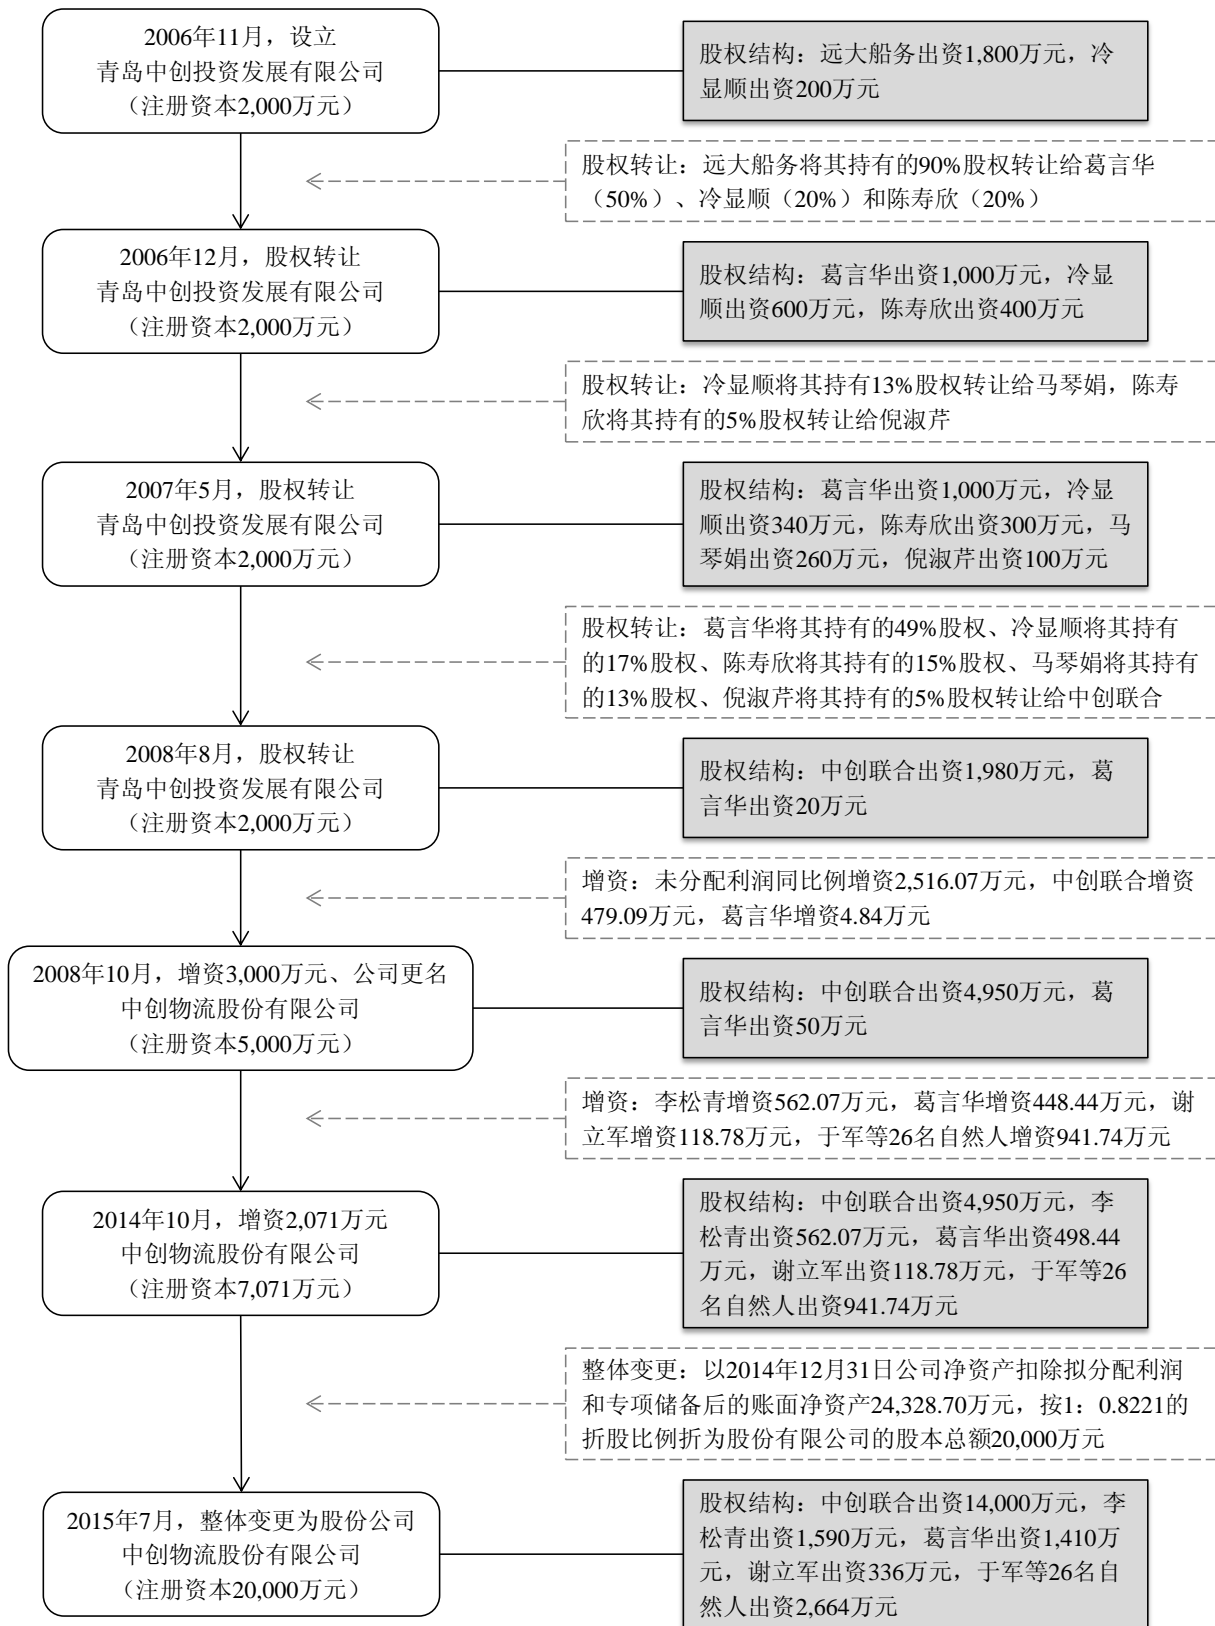 2006年11月，设立
青岛中创投资发展有限公司
（注册资本2,000万元）
股权结构：远大船务出资1,800万元，冷
显顺出资200万元
股权转让：远大船务将其持有的90%股权转让给葛言华
（50%）、冷显顺（20%）和陈寿欣（20%）
2006年12月，股权转让
青岛中创投资发展有限公司
（注册资本2,000万元）
股权结构：葛言华出资1,000万元，冷显
顺出资600万元，陈寿欣出资400万元
股权转让：冷显顺将其持有13%股权转让给马琴娟，陈寿
欣将其持有的5%股权转让给倪淑芹
2007年5月，股权转让
青岛中创投资发展有限公司
（注册资本2,000万元）
股权结构：葛言华出资1,000万元，冷显
顺出资340万元，陈寿欣出资300万元，马
琴娟出资260万元，倪淑芹出资100万元
股权转让：葛言华将其持有的49%股权、冷显顺将其持有
的17%股权、陈寿欣将其持有的15%股权、马琴娟将其持有
的13%股权、倪淑芹将其持有的5%股权转让给中创联合
2008年8月，股权转让
青岛中创投资发展有限公司
（注册资本2,000万元）
股权结构：中创联合出资1,980万元，葛
言华出资20万元
增资：未分配利润同比例增资2,516.07万元，中创联合增资
479.09万元，葛言华增资4.84万元
2008年10月，增资3,000万元、公司更名
中创物流股份有限公司
（注册资本5,000万元）
股权结构：中创联合出资4,950万元，葛
言华出资50万元
增资：李松青增资562.07万元，葛言华增资448.44万元，谢
立军增资118.78万元，于军等26名自然人增资941.74万元
2014年10月，增资2,071万元
中创物流股份有限公司
（注册资本7,071万元）
股权结构：中创联合出资4,950万元，李
松青出资562.07万元，葛言华出资498.44
万元，谢立军出资118.78万元，于军等26
名自然人出资941.74万元
整体变更：以2014年12月31日公司净资产扣除拟分配利润
和专项储备后的账面净资产24,328.70万元，按1：0.8221的
折股比例折为股份有限公司的股本总额20,000万元
2015年7月，整体变更为股份公司
中创物流股份有限公司
（注册资本20,000万元）
股权结构：中创联合出资14,000万元，李
松青出资1,590万元，葛言华出资1,410万
元，谢立军出资336万元，于军等26名自
然人出资2,664万元